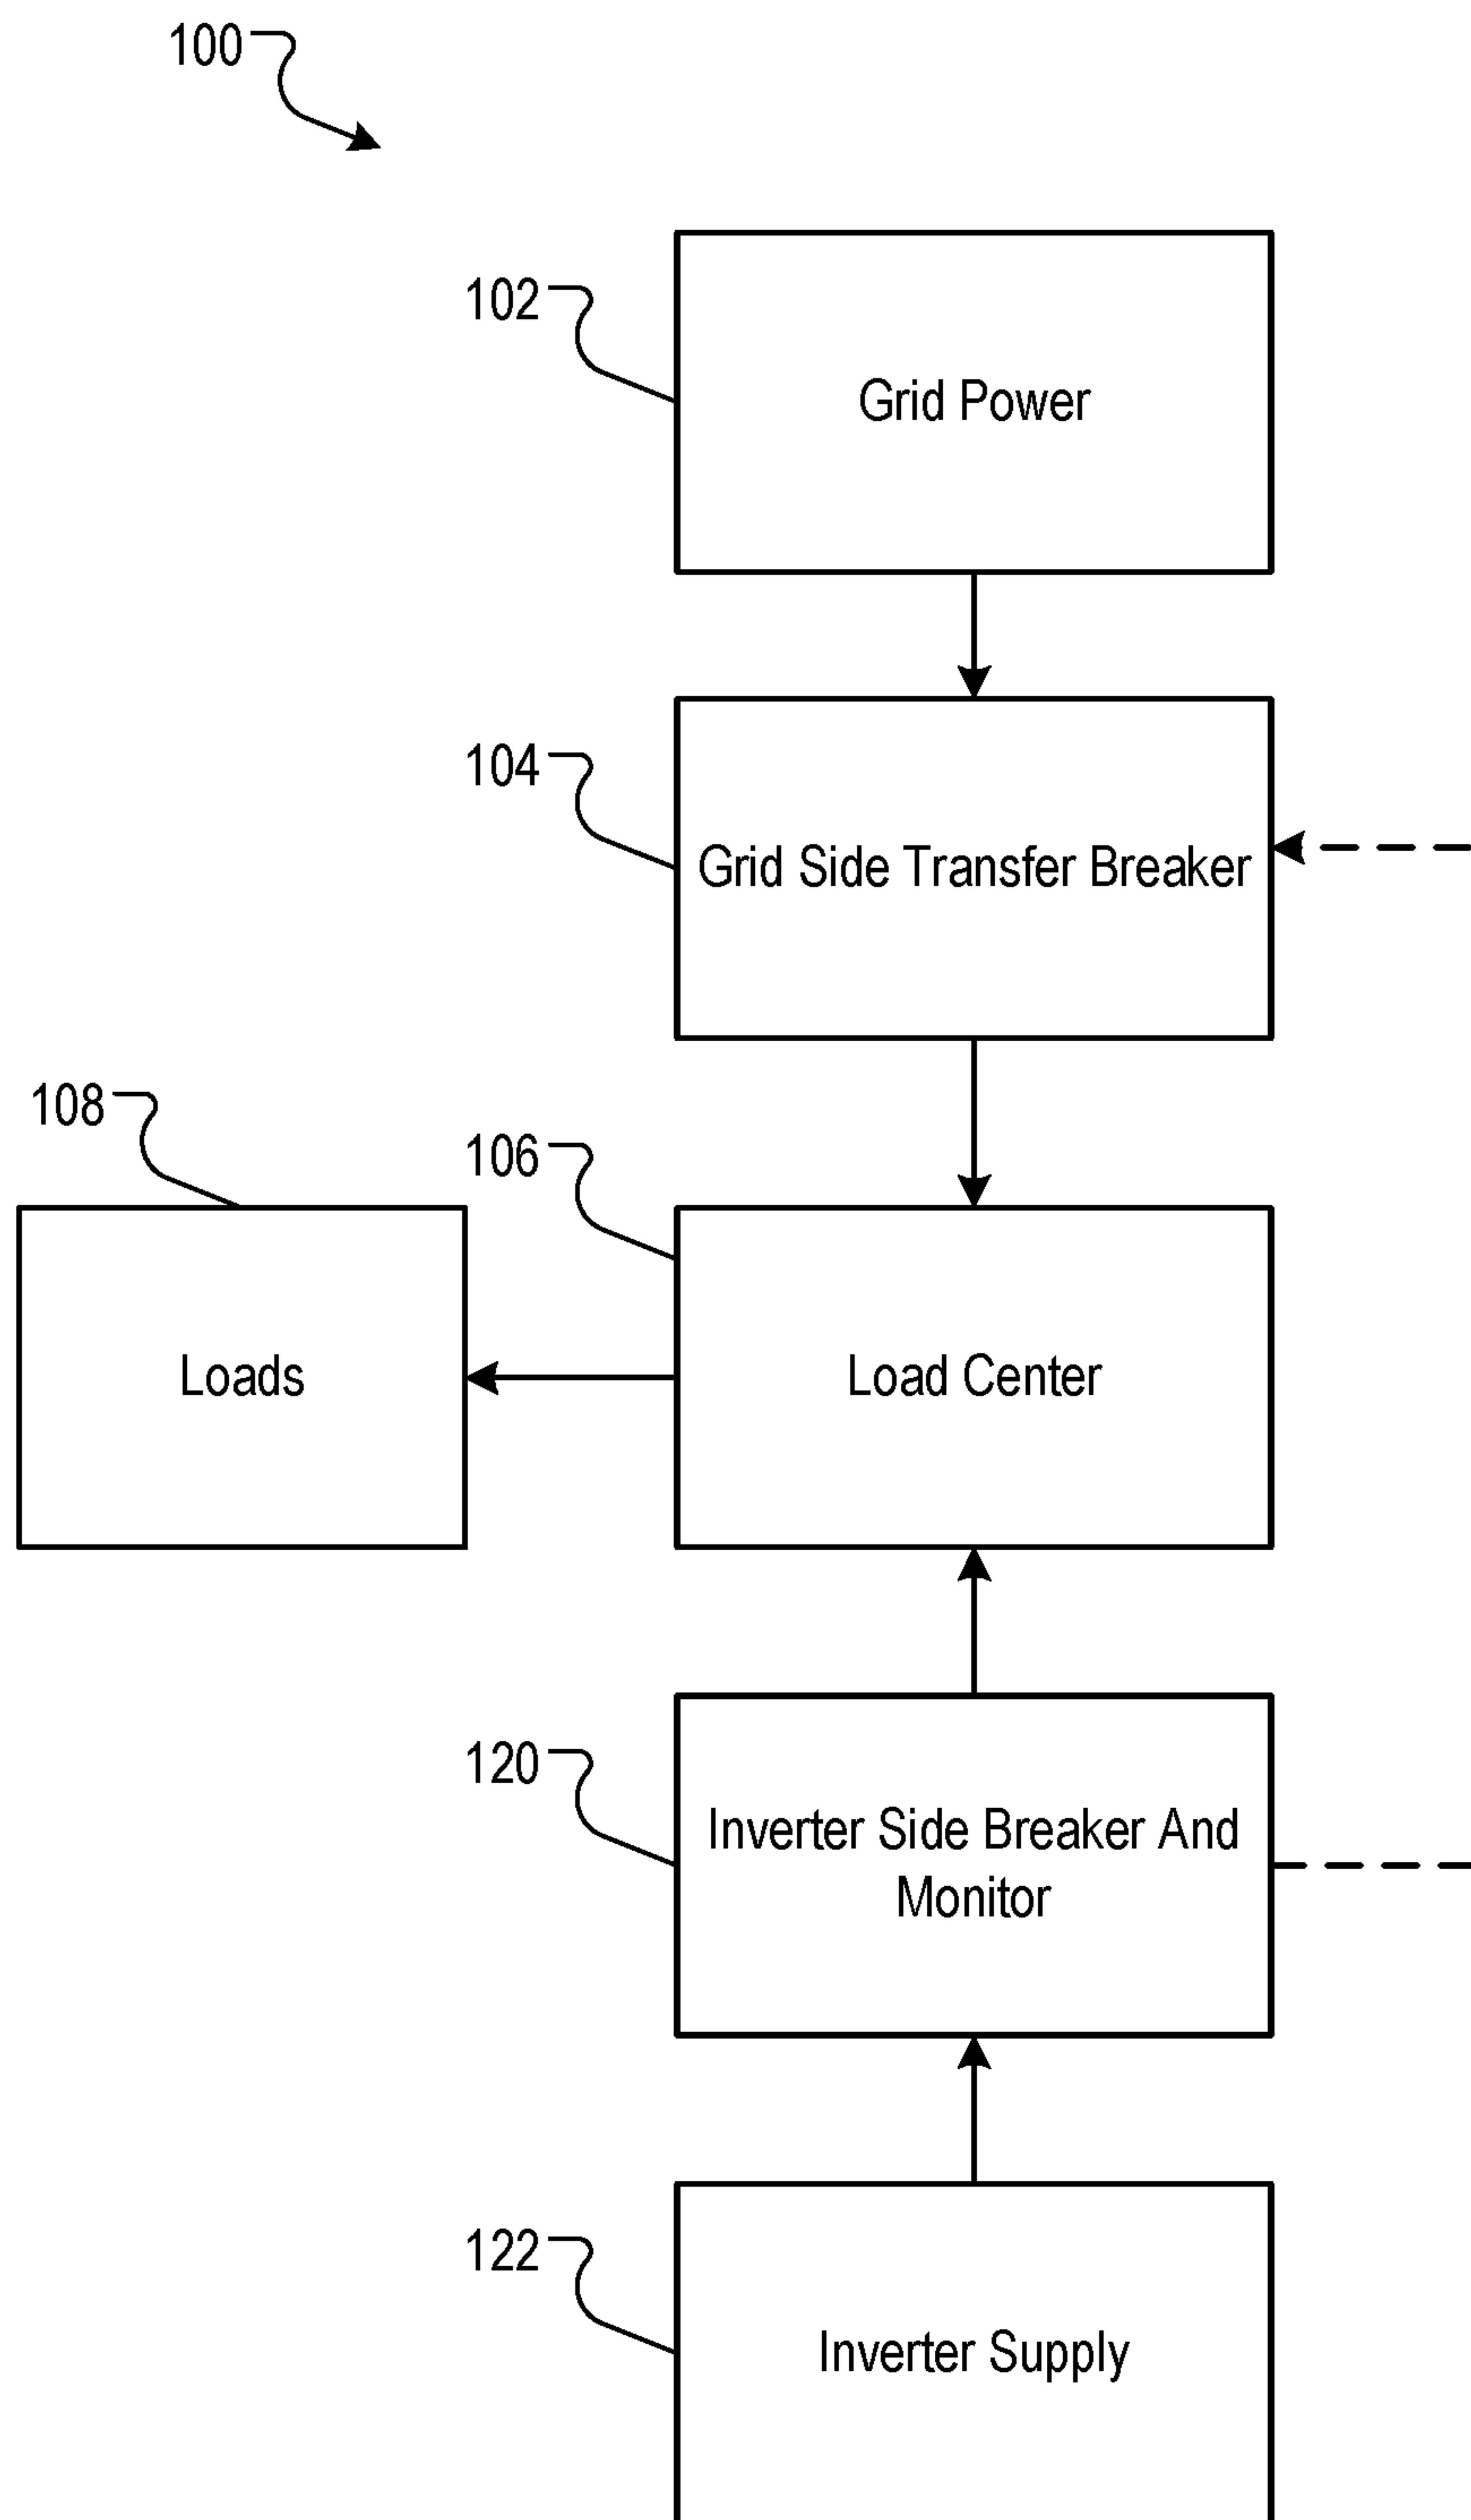 100
102
Grid Power
104
Grid Side Transfer Breaker
108
106
Loads
Load Center
120
Inverter Side Breaker And
Monitor
122
Inverter Supply